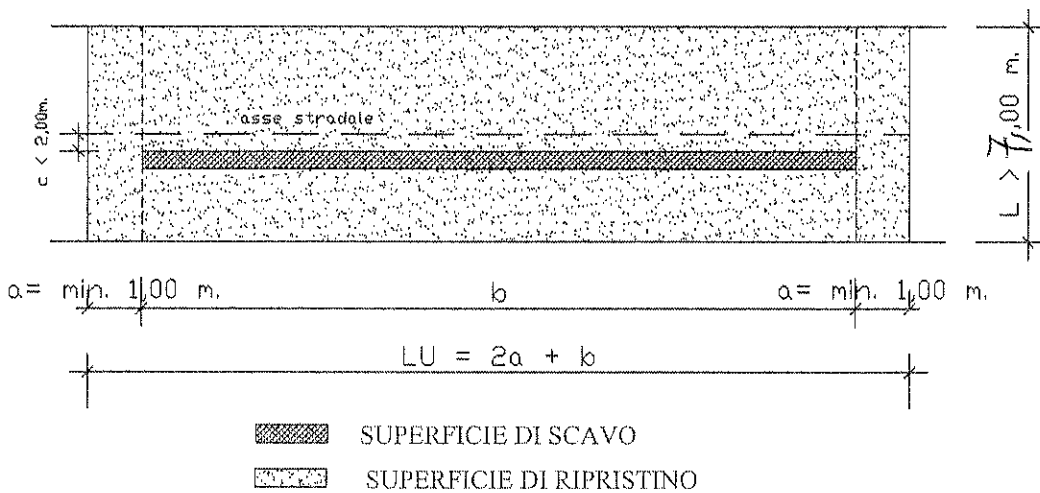 asse stradale
c < 2,00m.
L > 7,00 m.
a= min. 1,00 m.
b
a= min. 1,00 m.
LU = 2a + b
SUPERFICIE DI SCAVO
SUPERFICIE DI RIPRISTINO